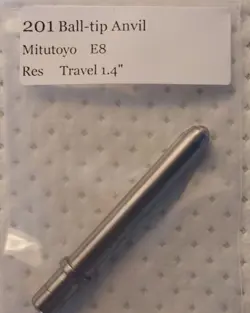 201 Ball-tip Anvil
Mitutoyo E8
Res Travel 1.4"